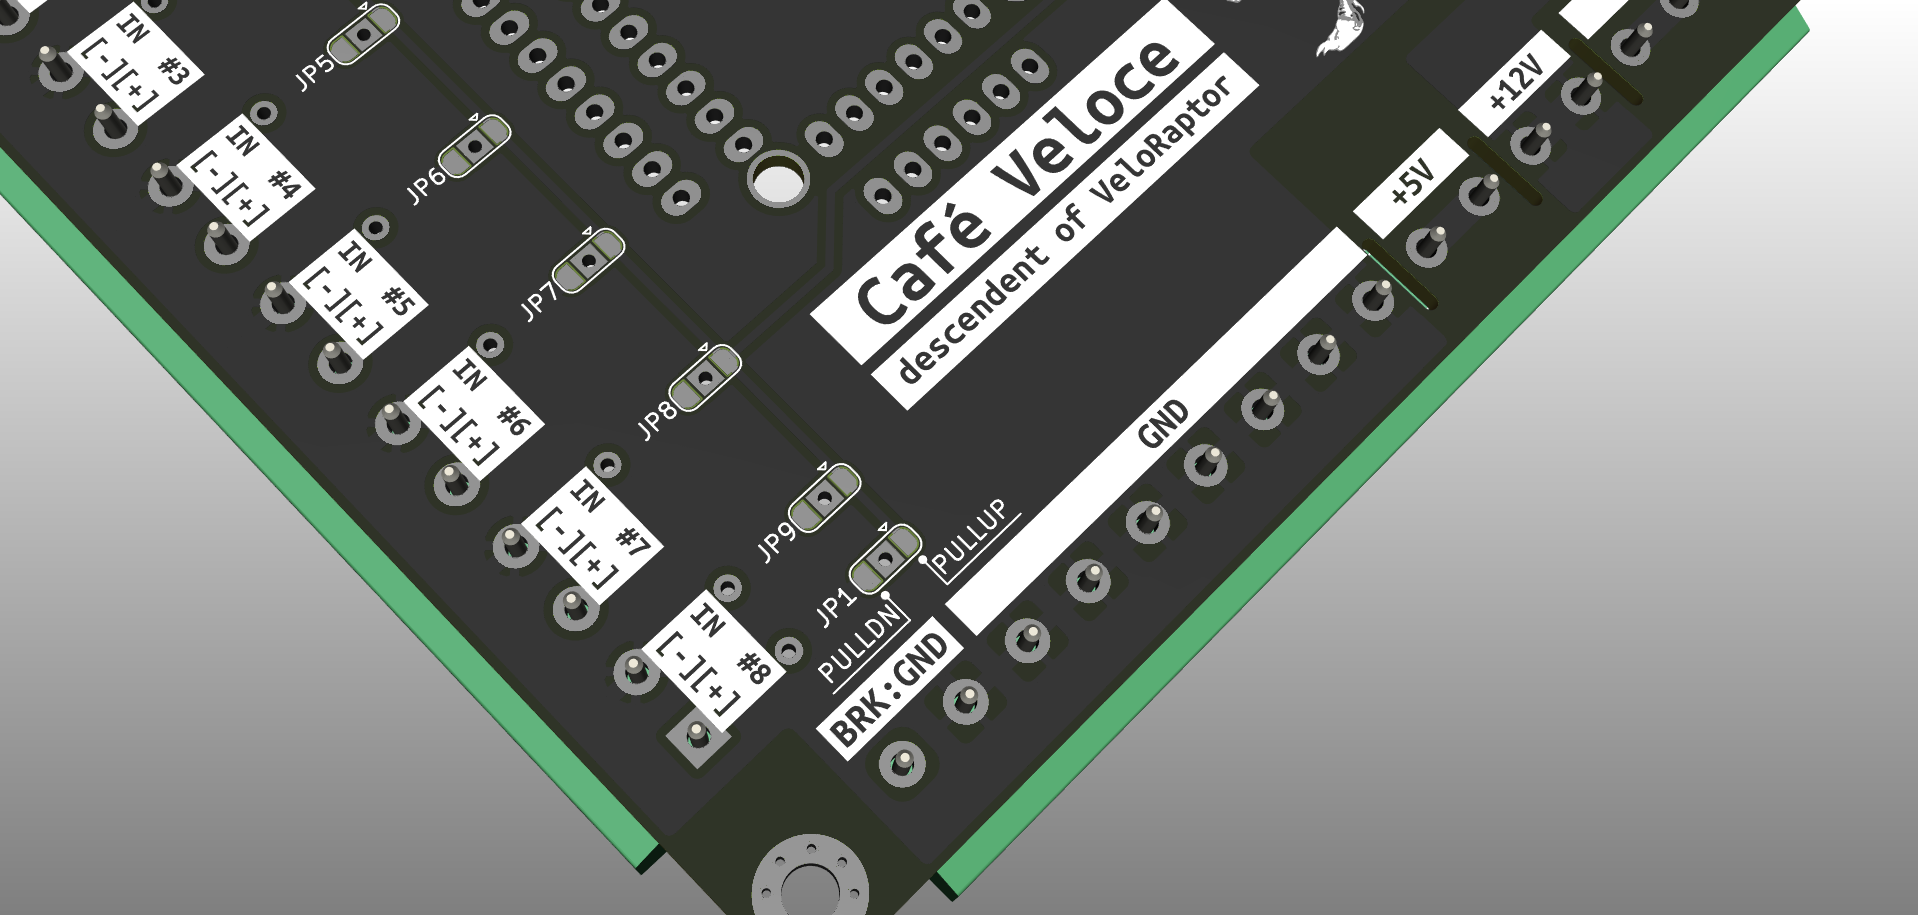 IN
#3
[-][+]
JP5
IN
#4
[-][+]
JP6
IN
#5
[-][+]
JP7
IN
#6
[-][+]
JP8
IN
#7
[-][+]
JP9
IN
#8
[-][+]
JP1
PULLUP
PULLDN
Café Veloce
descendent of VeloRaptor
+12V
+5V
GND
BRK:GND